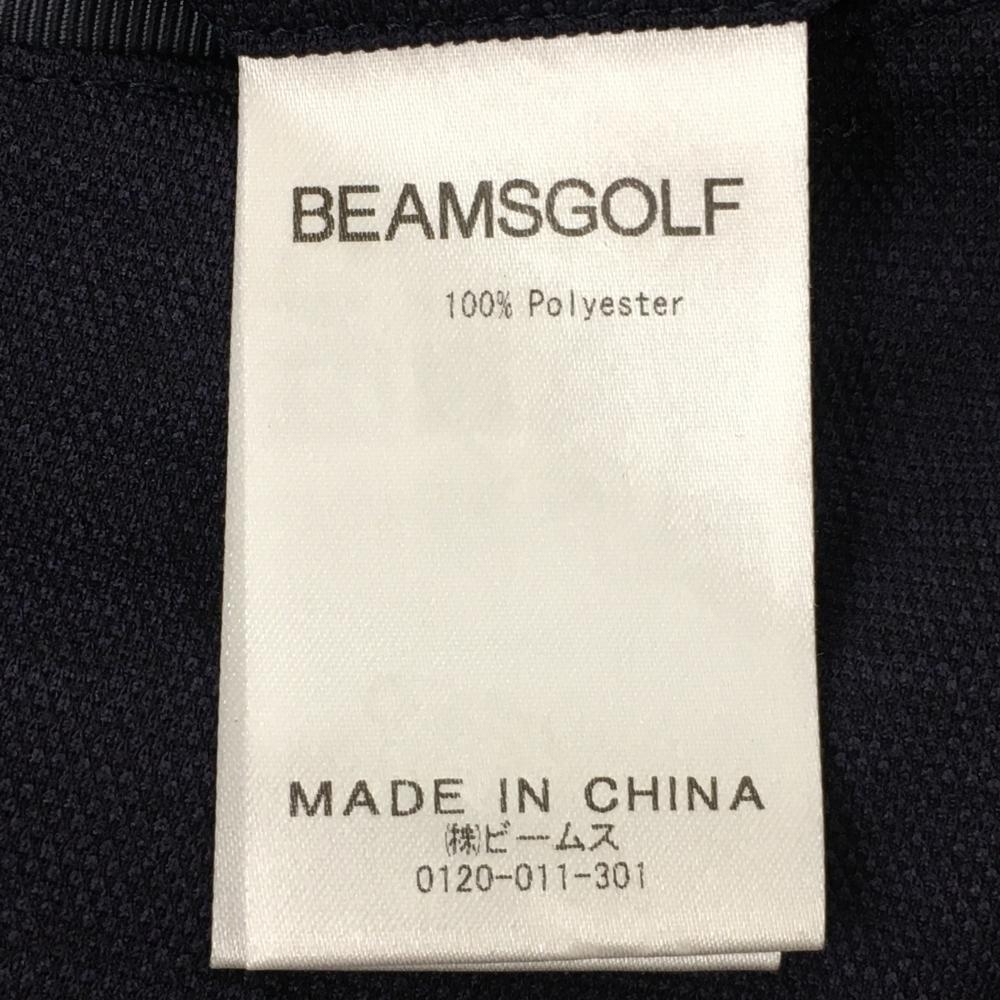 BEAMSGOLF
100% Polyester
MADE IN CHINA
㈱ビームス
0120-011-301